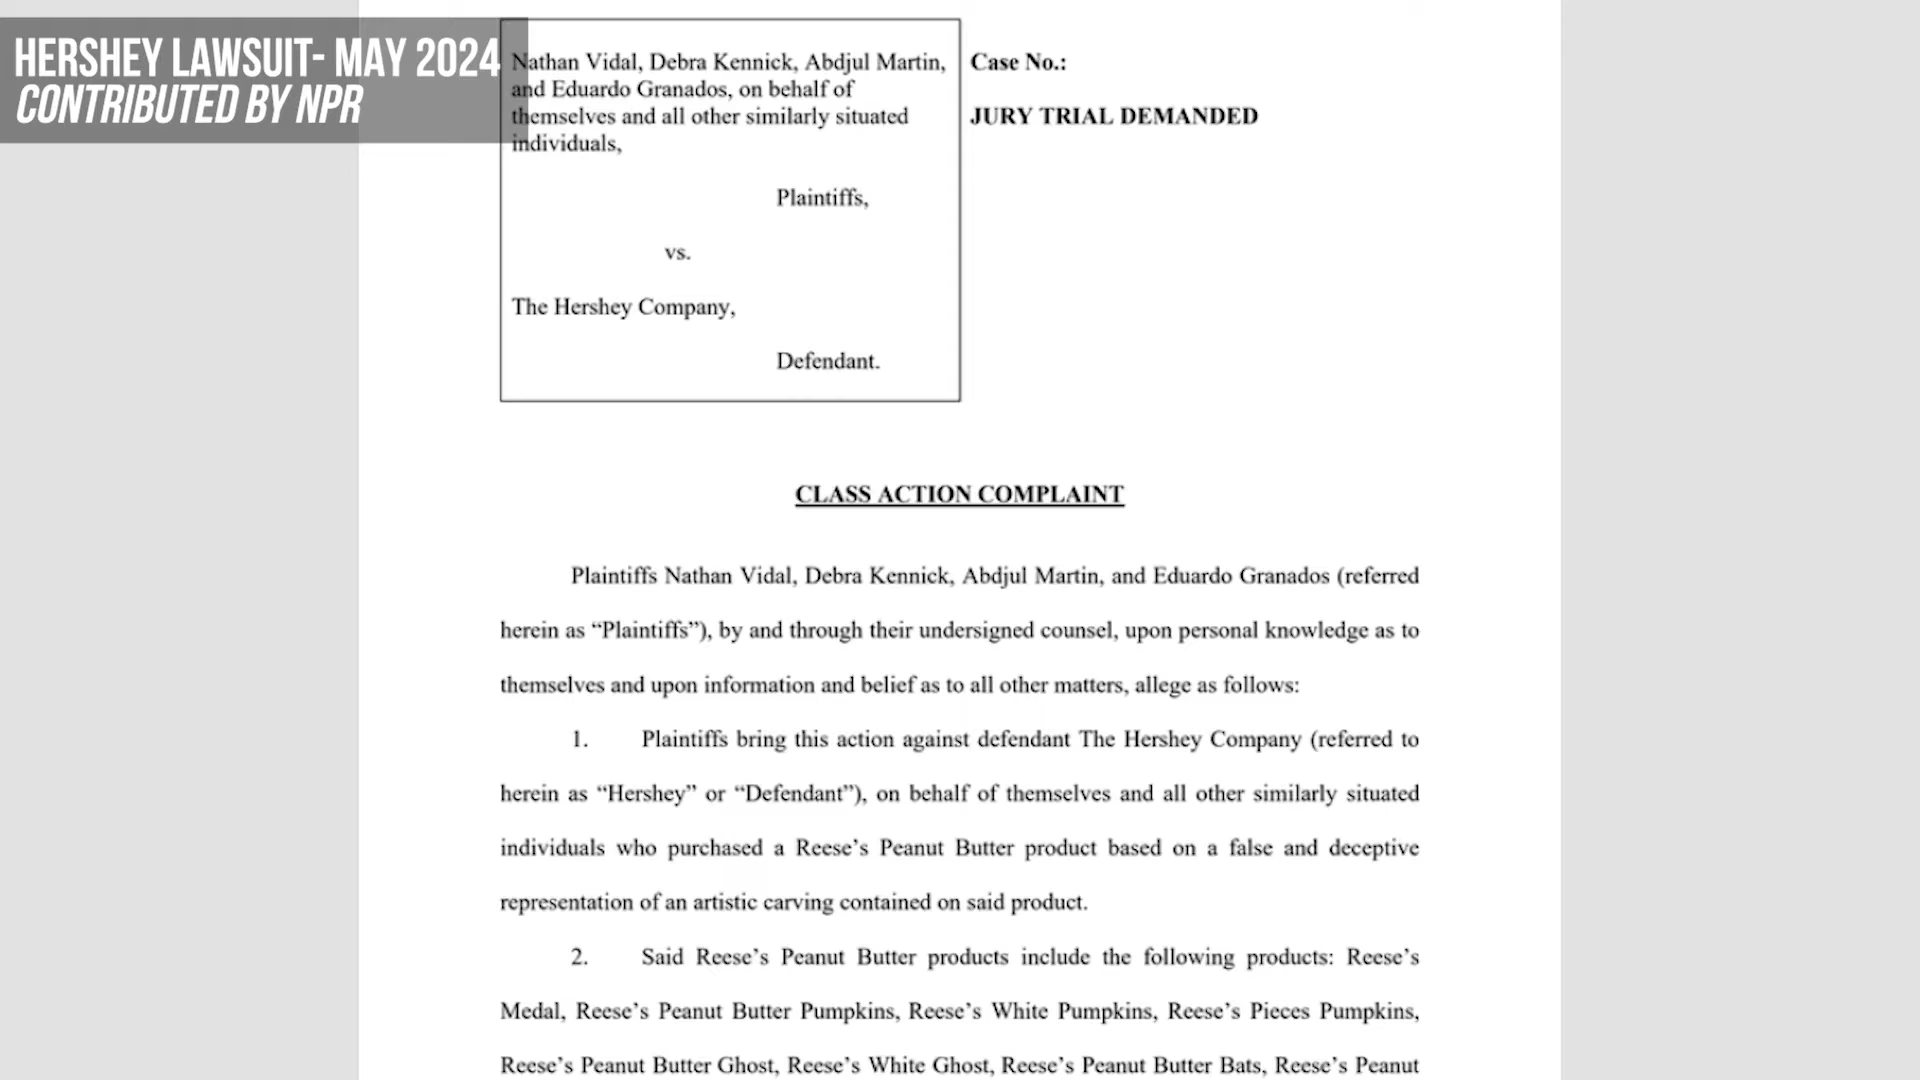 HERSHEY LAWSUIT- MAY 2024
CONTRIBUTED BY NPR
Nathan Vidal, Debra Kennick, Abdjul Martin,
and Eduardo Granados, on behalf of
themselves and all other similarly situated
individuals,
Plaintiffs,
vs.
The Hershey Company,
Defendant.
Case No.:
JURY TRIAL DEMANDED
CLASS ACTION COMPLAINT
Plaintiffs Nathan Vidal, Debra Kennick, Abdjul Martin, and Eduardo Granados (referred
herein as “Plaintiffs”), by and through their undersigned counsel, upon personal knowledge as to
themselves and upon information and belief as to all other matters, allege as follows:
1. Plaintiffs bring this action against defendant The Hershey Company (referred to
herein as “Hershey” or “Defendant”), on behalf of themselves and all other similarly situated
individuals who purchased a Reese’s Peanut Butter product based on a false and deceptive
representation of an artistic carving contained on said product.
2. Said Reese’s Peanut Butter products include the following products: Reese’s
Medal, Reese’s Peanut Butter Pumpkins, Reese’s White Pumpkins, Reese’s Pieces Pumpkins,
Reese’s Peanut Butter Ghost, Reese’s White Ghost, Reese’s Peanut Butter Bats, Reese’s Peanut